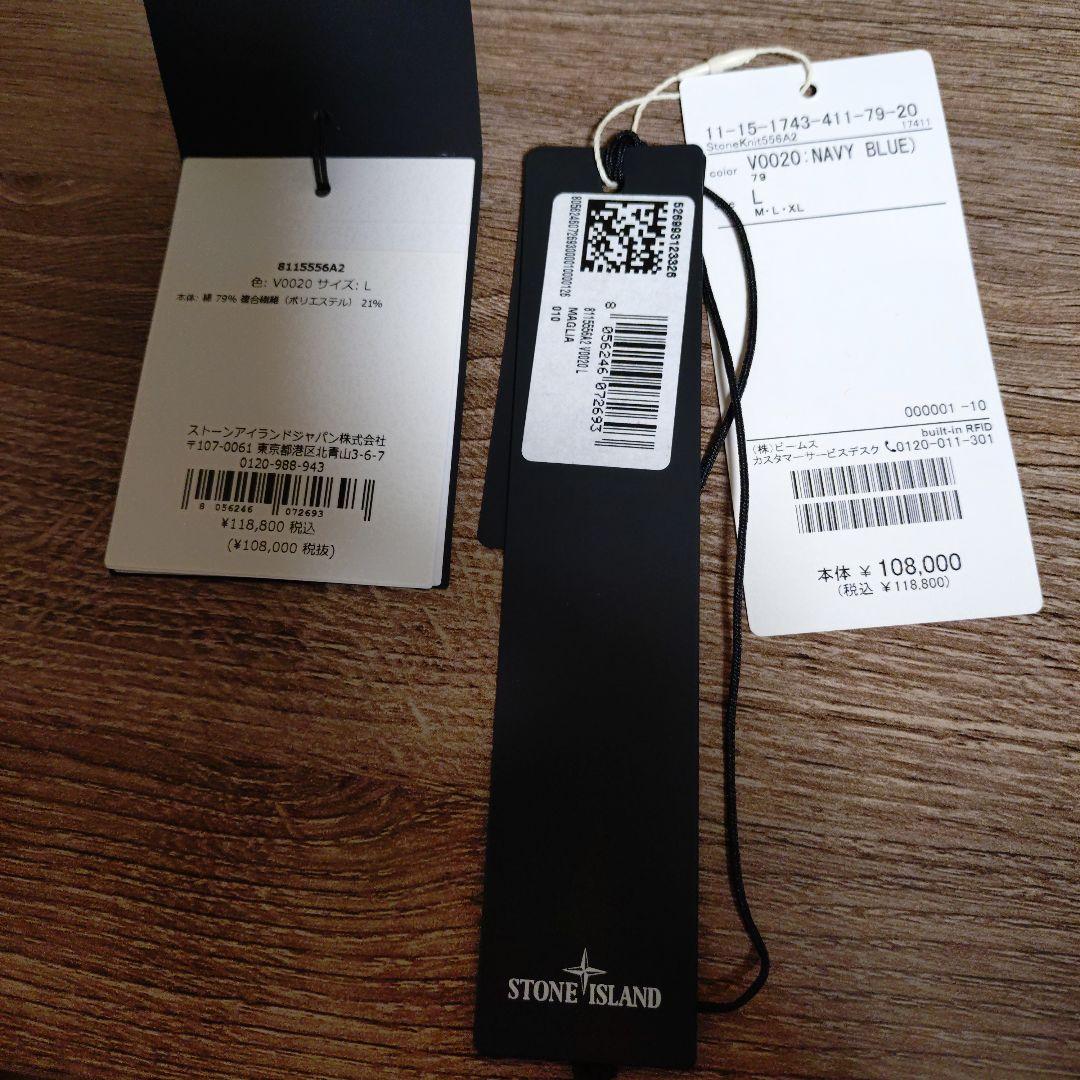 8115556A2
色: V0020 サイズ: L
本体: 綿 79% 複合繊維 (ポリエステル) 21%
ストーンアイランドジャパン株式会社
〒107-0061 東京都港区北青山3-6-7
0120-988-943
8 056246 072693
¥118,800 税込
(¥108,000 税抜)
526993123326
8056246072693000010000126
8 056246 072693
8115556A2 V0020 L
MAGLIA
010
STONE ISLAND
11-15-1743-411-79-20
StoneKnit556A2 17411
color V0020:NAVY BLUE)
79
L
M・L・XL
000001 -10
built-in RFID
(株)ビームス
カスタマーサービスデスク 0120-011-301
本体 ¥ 108,000
(税込 ¥118,800)